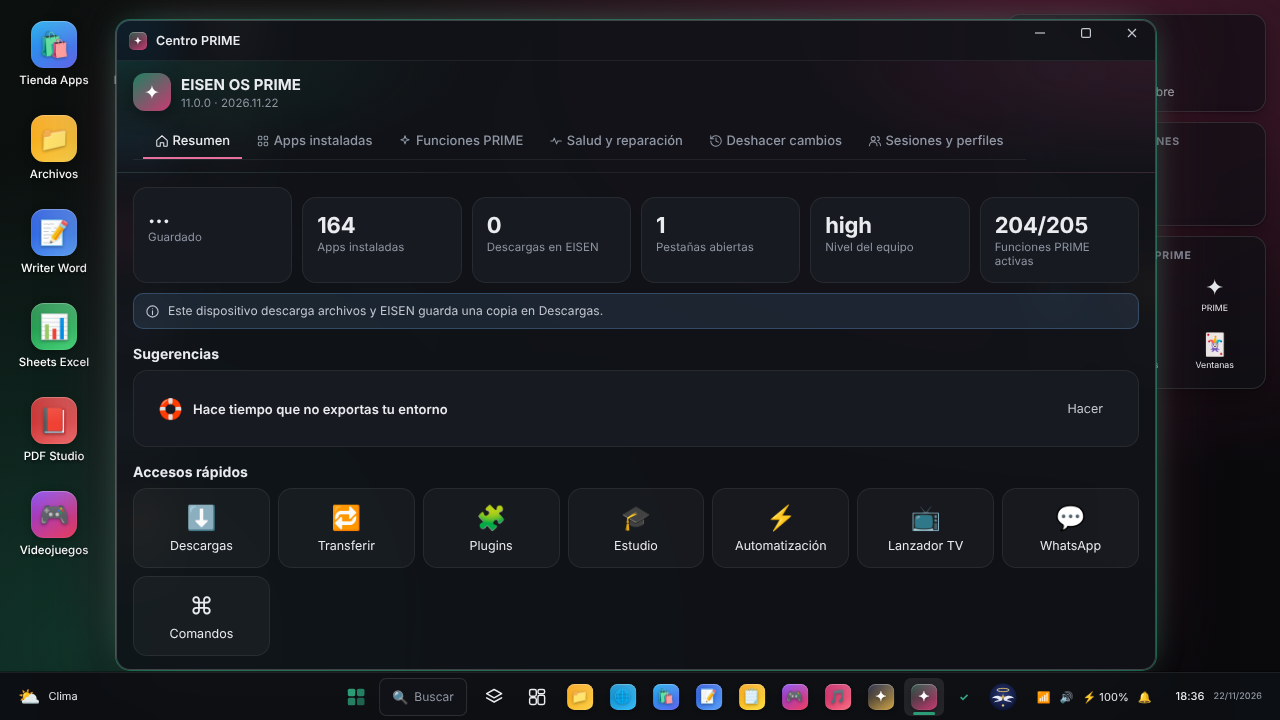 Centro PRIME
EISEN OS PRIME
11.0.0 · 2026.11.22
Resumen
Apps instaladas
Funciones PRIME
Salud y reparación
Deshacer cambios
Sesiones y perfiles
...
Guardado
164
Apps instaladas
0
Descargas en EISEN
1
Pestañas abiertas
high
Nivel del equipo
204/205
Funciones PRIME
activas
Este dispositivo descarga archivos y EISEN guarda una copia en Descargas.
Sugerencias
Hace tiempo que no exportas tu entorno
Hacer
Accesos rápidos
Descargas
Transferir
Plugins
Estudio
Automatización
Lanzador TV
WhatsApp
Comandos
Tienda Apps
Archivos
Writer Word
Sheets Excel
PDF Studio
Videojuegos
bre
NES
PRIME
PRIME
Ventanas
Clima
Buscar
100%
18:36
22/11/2026